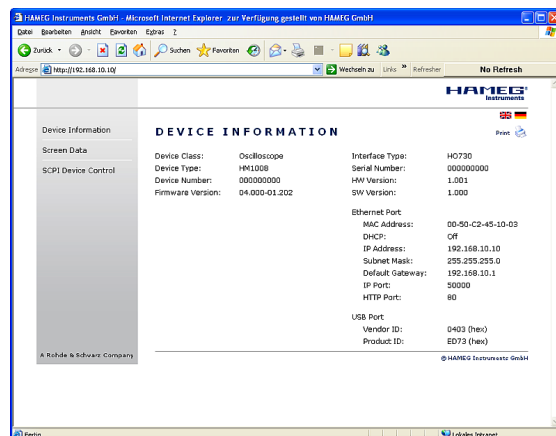 HAMEG Instruments GmbH - Microsoft Internet Explorer zur Verfügung gestellt von HAMEG GmbH
Datei Bearbeiten Ansicht Favoriten Extras ?
Zurück Suchen Favoriten
Adresse http://192.168.10.10/ Wechseln zu Links » Refresher No Refresh
HAMEG
Instruments
Device Information
Screen Data
SCPI Device Control
DEVICE INFORMATION
Print
Device Class: Oscilloscope
Device Type: HM1008
Device Number: 000000000
Firmware Version: 04.000-01.202
Interface Type: HO730
Serial Number: 000000000
HW Version: 1.001
SW Version: 1.000
Ethernet Port
MAC Address: 00-50-C2-45-10-03
DHCP: Off
IP Address: 192.168.10.10
Subnet Mask: 255.255.255.0
Default Gateway: 192.168.10.1
IP Port: 50000
HTTP Port: 80
USB Port
Vendor ID: 0403 (hex)
Product ID: ED73 (hex)
A Rohde & Schwarz Company
© HAMEG Instruments GmbH
Fertig
Lokales Intranet